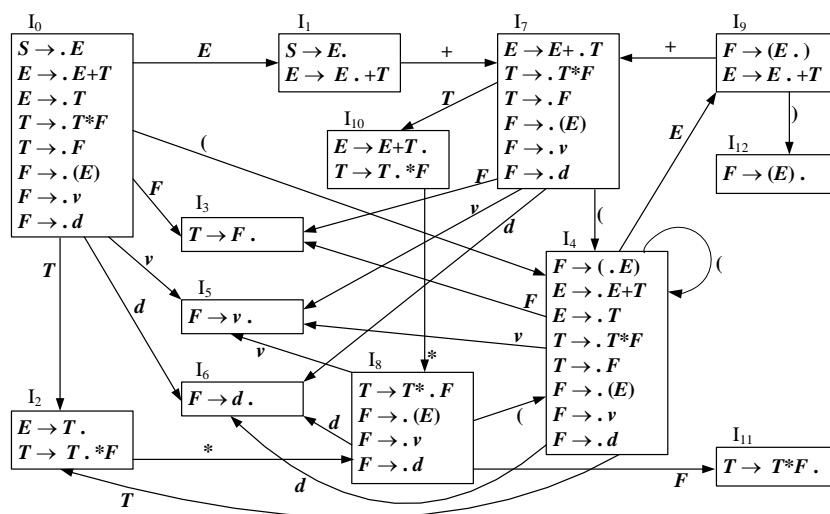 I0
S → . E
E → . E+T
E → . T
T → . T*F
T → . F
F → . (E)
F → . v
F → . d
E
I1
S → E.
E → E . +T
+
I7
E → E+ . T
T → . T*F
T → . F
F → . (E)
F → . v
F → . d
+
I9
F → (E . )
E → E . +T
T
I10
E → E+T .
T → T . *F
(
E
)
I12
F → (E) .
F
F
I3
T → F .
v
d
(
I4
F → ( . E)
E → . E+T
E → . T
T → . T*F
T → . F
F → . (E)
F → . v
F → . d
(
T
v
I5
F → v .
F
d
v
v
*
I6
F → d .
I8
T → T* . F
F → . (E)
F → . v
F → . d
I2
E → T .
T → T . *F
*
d
(
I11
T → T*F .
F
d
T